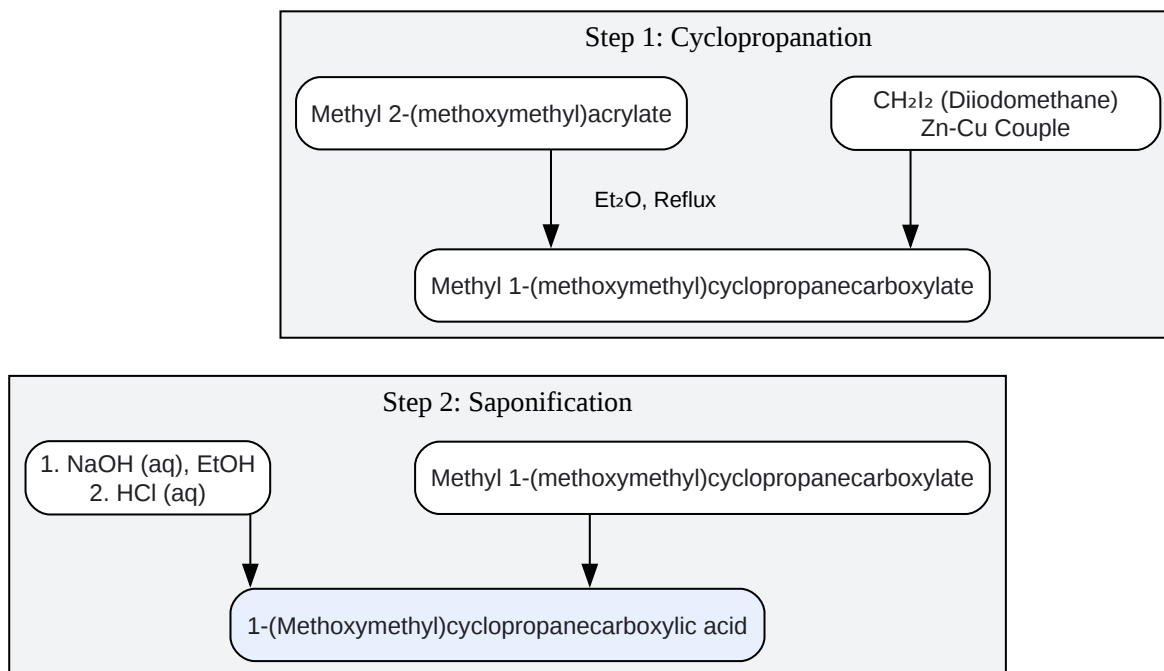 Step 1: Cyclopropanation
Methyl 2-(methoxymethyl)acrylate
CH₂I₂ (Diiodomethane)
Zn-Cu Couple
Et₂O, Reflux
Methyl 1-(methoxymethyl)cyclopropanecarboxylate
Step 2: Saponification
1. NaOH (aq), EtOH
2. HCl (aq)
Methyl 1-(methoxymethyl)cyclopropanecarboxylate
1-(Methoxymethyl)cyclopropanecarboxylic acid